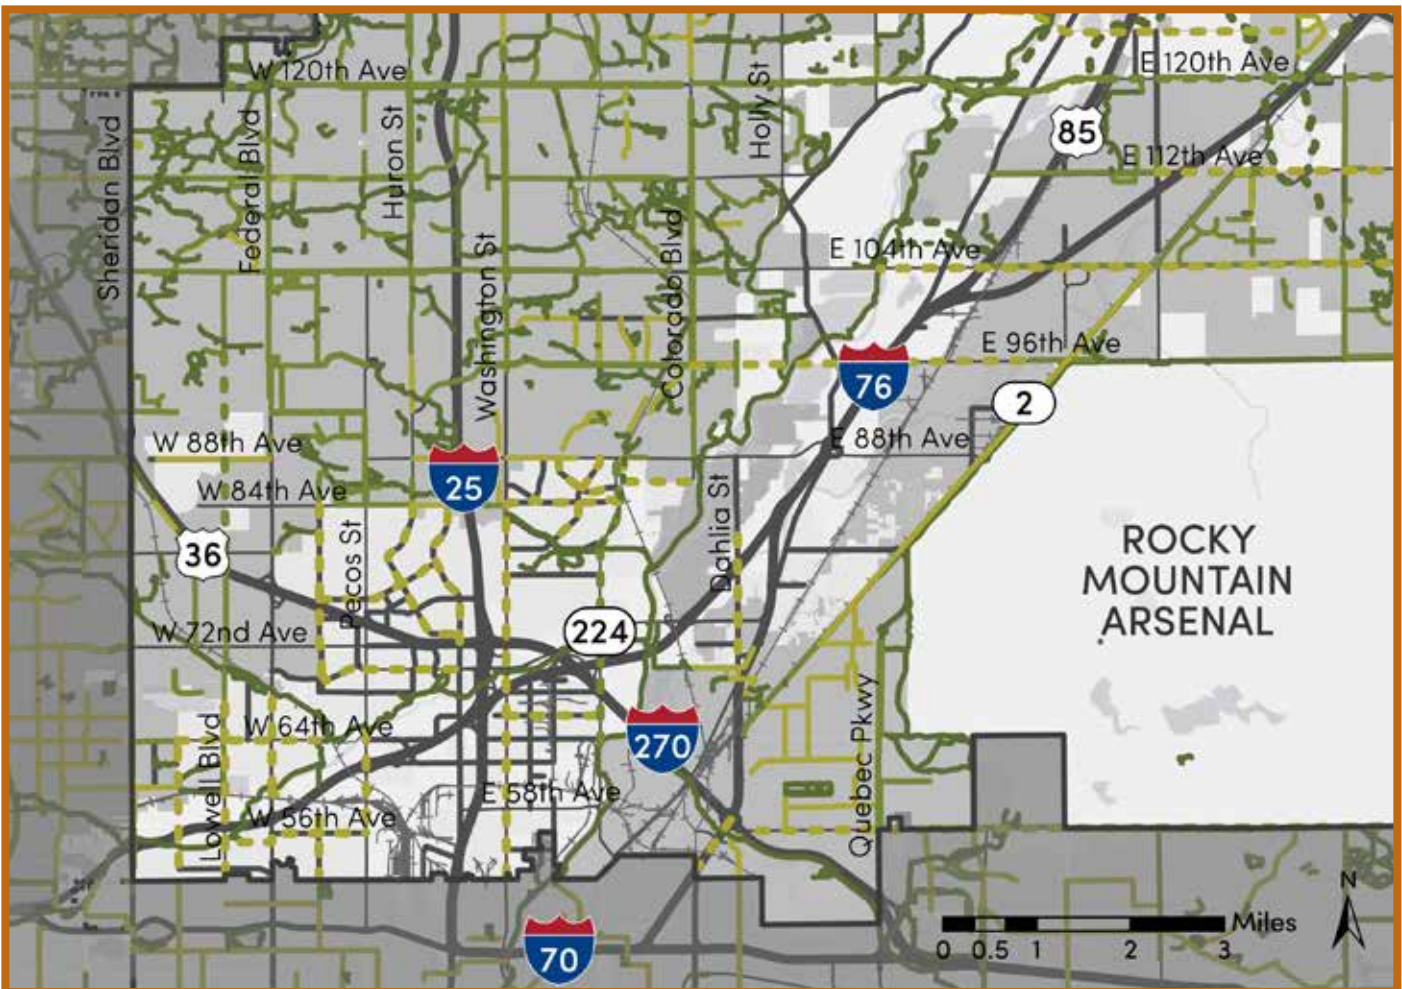 W 120th Ave
E 120th Ave
Holly St
Huron St
Federal Blvd
Sheridan Blvd
85
E 112th Ave
E 104th Ave
Washington St
Colorado Blvd
E 96th Ave
76
2
W 88th Ave
E 88th Ave
25
W 84th Ave
Dahlia St
Pecos St
36
ROCKY
MOUNTAIN
ARSENAL
224
W 72nd Ave
Quebec Pkwy
Lowell Blvd
W 64th Ave
270
E 58th Ave
W 56th Ave
N
Miles
0 0.5 1 2 3
70